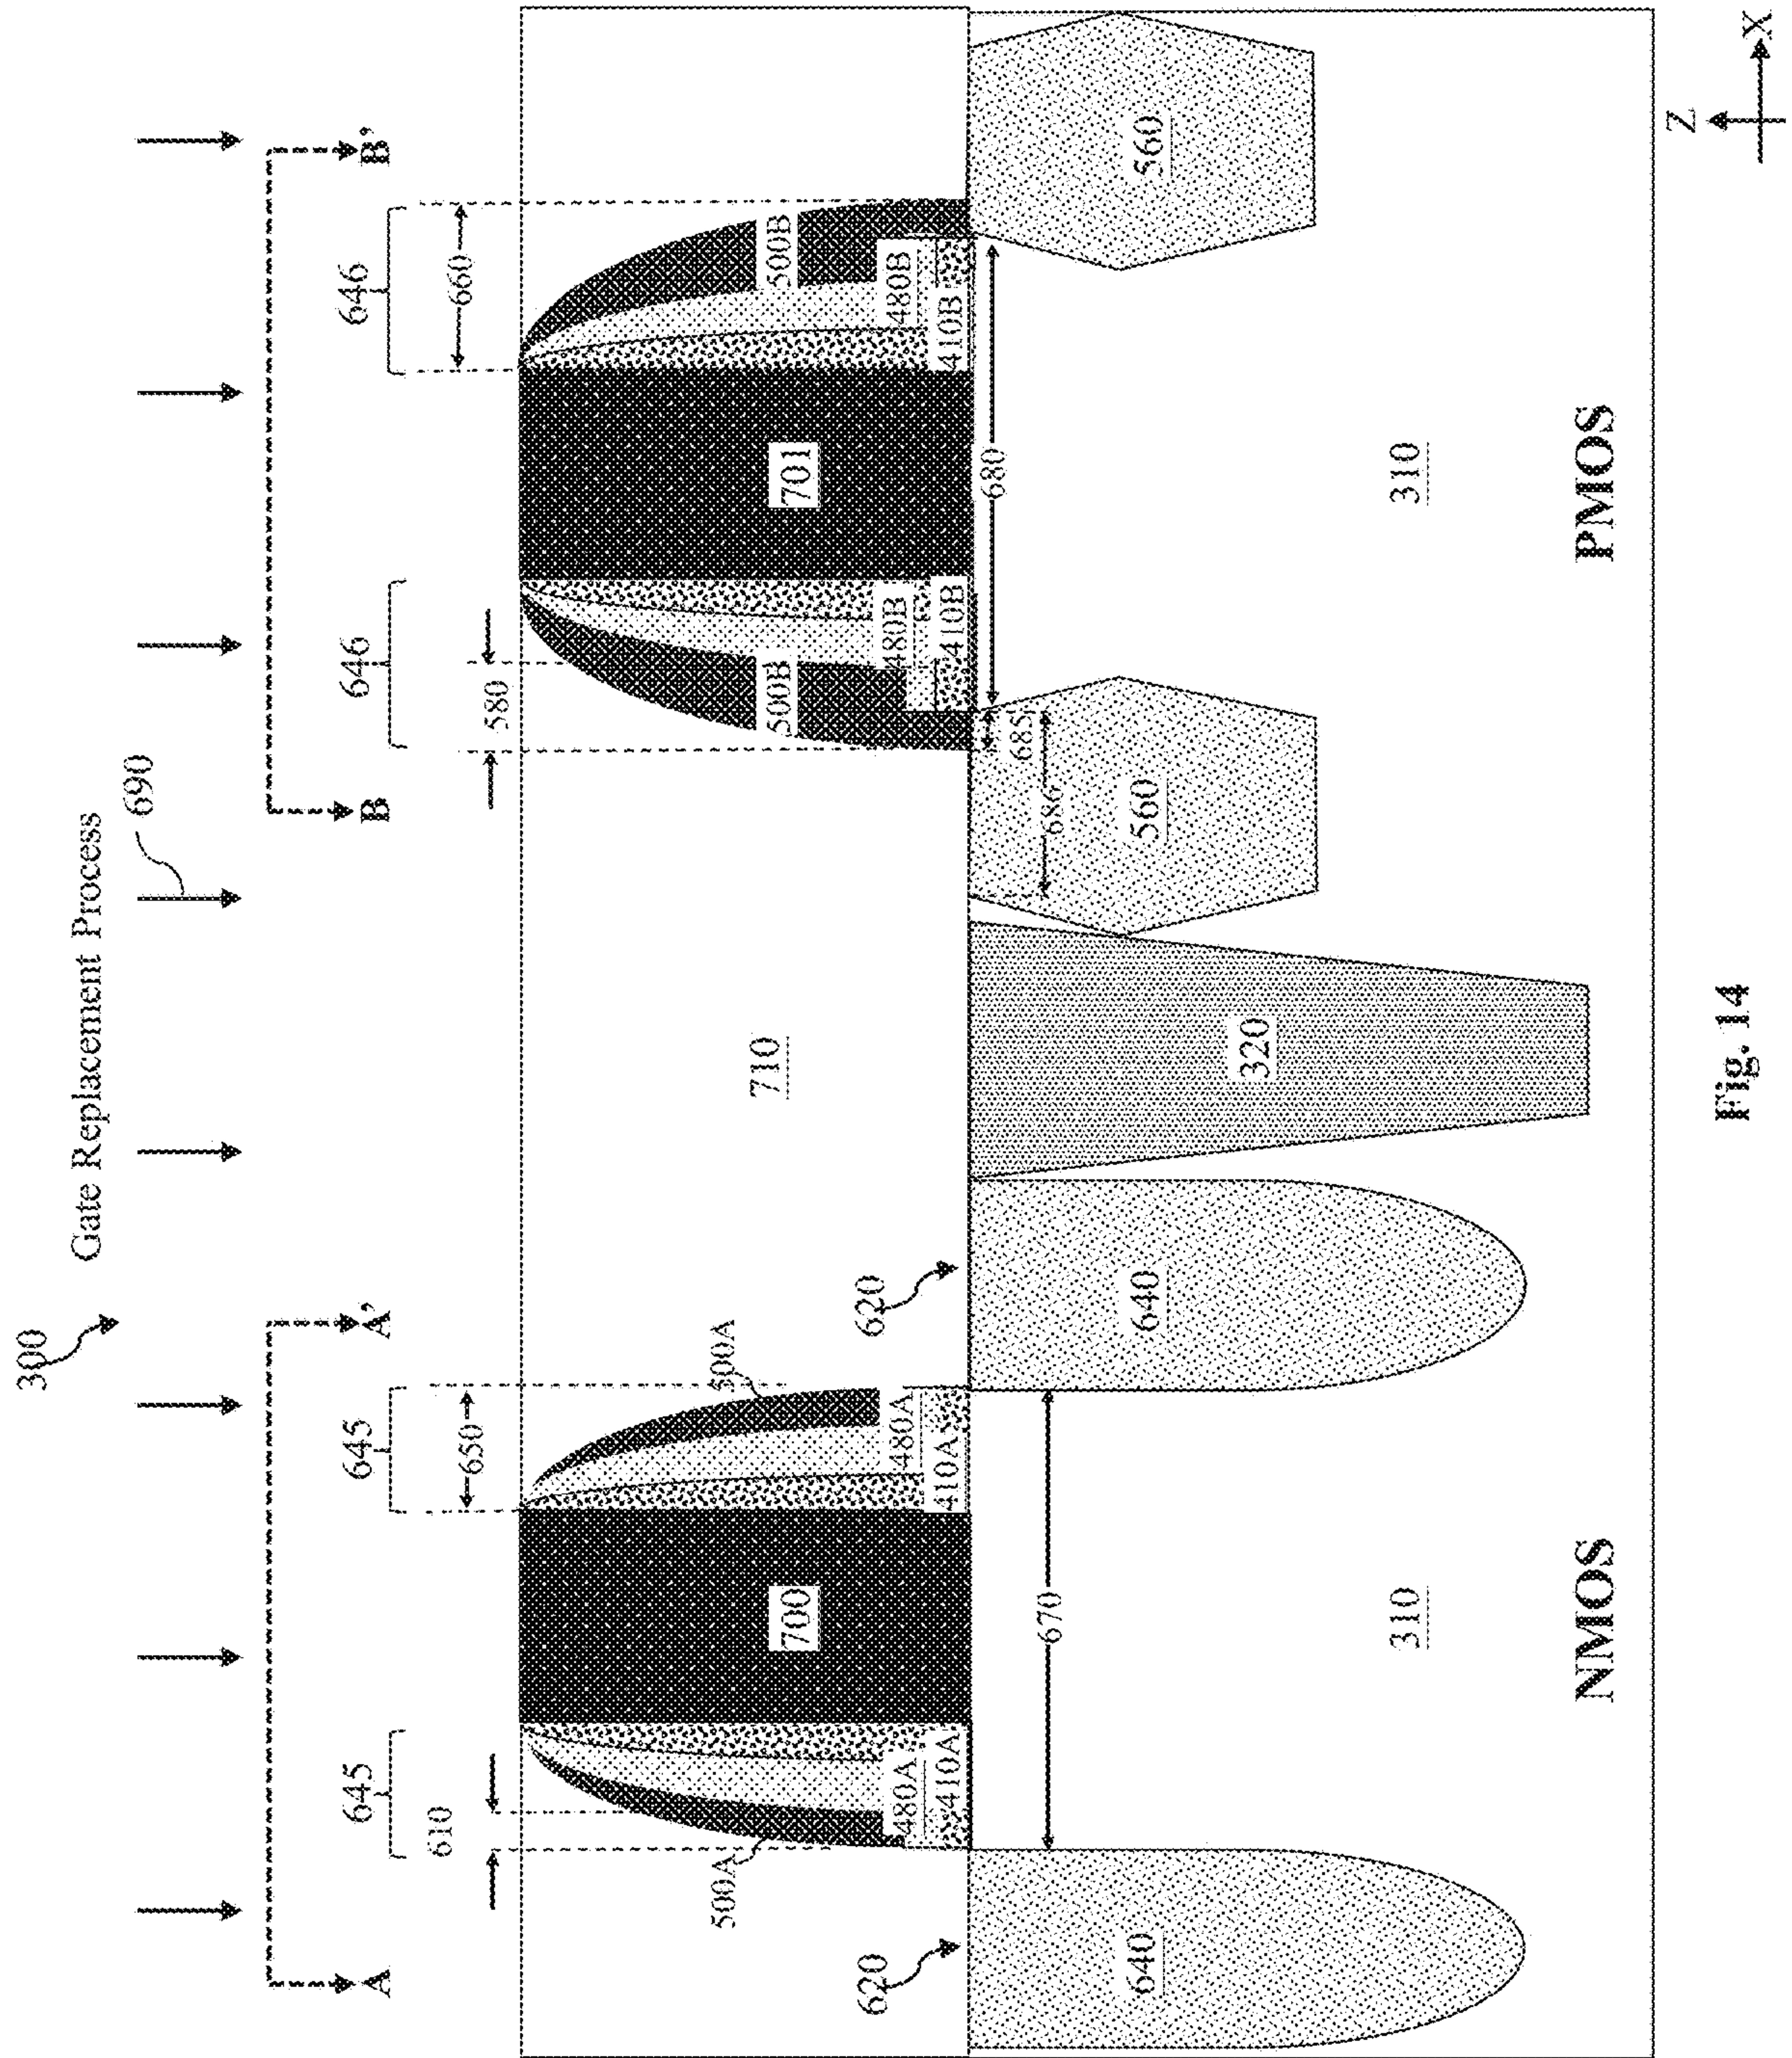 300
Gate Replacement Process
690
A
A'
B
B'
645
645
646
646
610
650
580
660
500A
300A
500B
500B
700
701
710
480A
480A
480B
480B
410A
410A
410B
410B
620
620
670
680
685
686
640
640
320
560
560
310
310
NMOS
PMOS
Z
X
Fig. 14